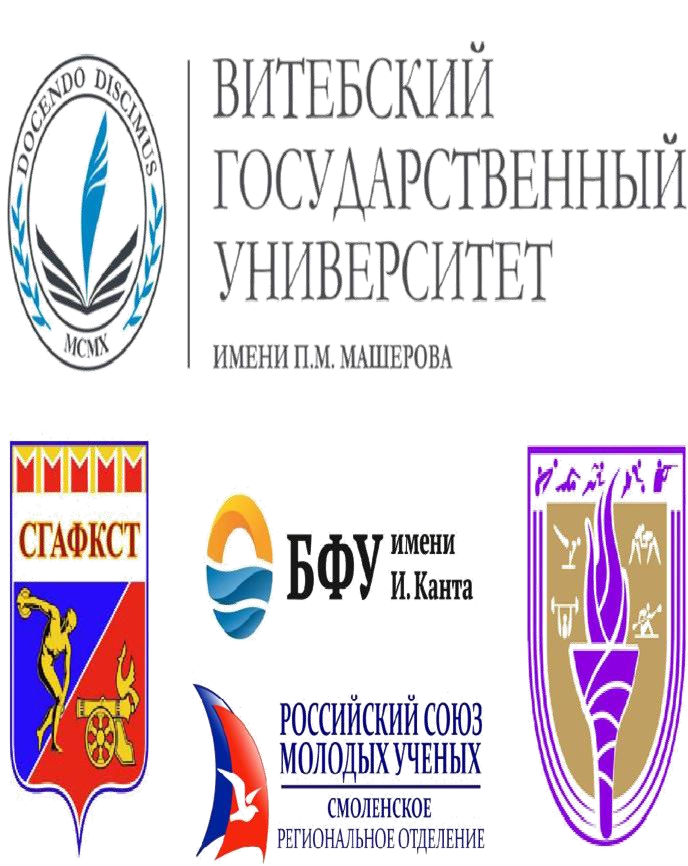 DOCENDO DISCIMUS
MCMX
ВИТЕБСКИЙ
ГОСУДАРСТВЕННЫЙ
УНИВЕРСИТЕТ
ИМЕНИ П.М. МАШЕРОВА
СГАФКСТ
БФУ имени
И. Канта
РОССИЙСКИЙ СОЮЗ
МОЛОДЫХ УЧЕНЫХ
СМОЛЕНСКОЕ
РЕГИОНАЛЬНОЕ ОТДЕЛЕНИЕ